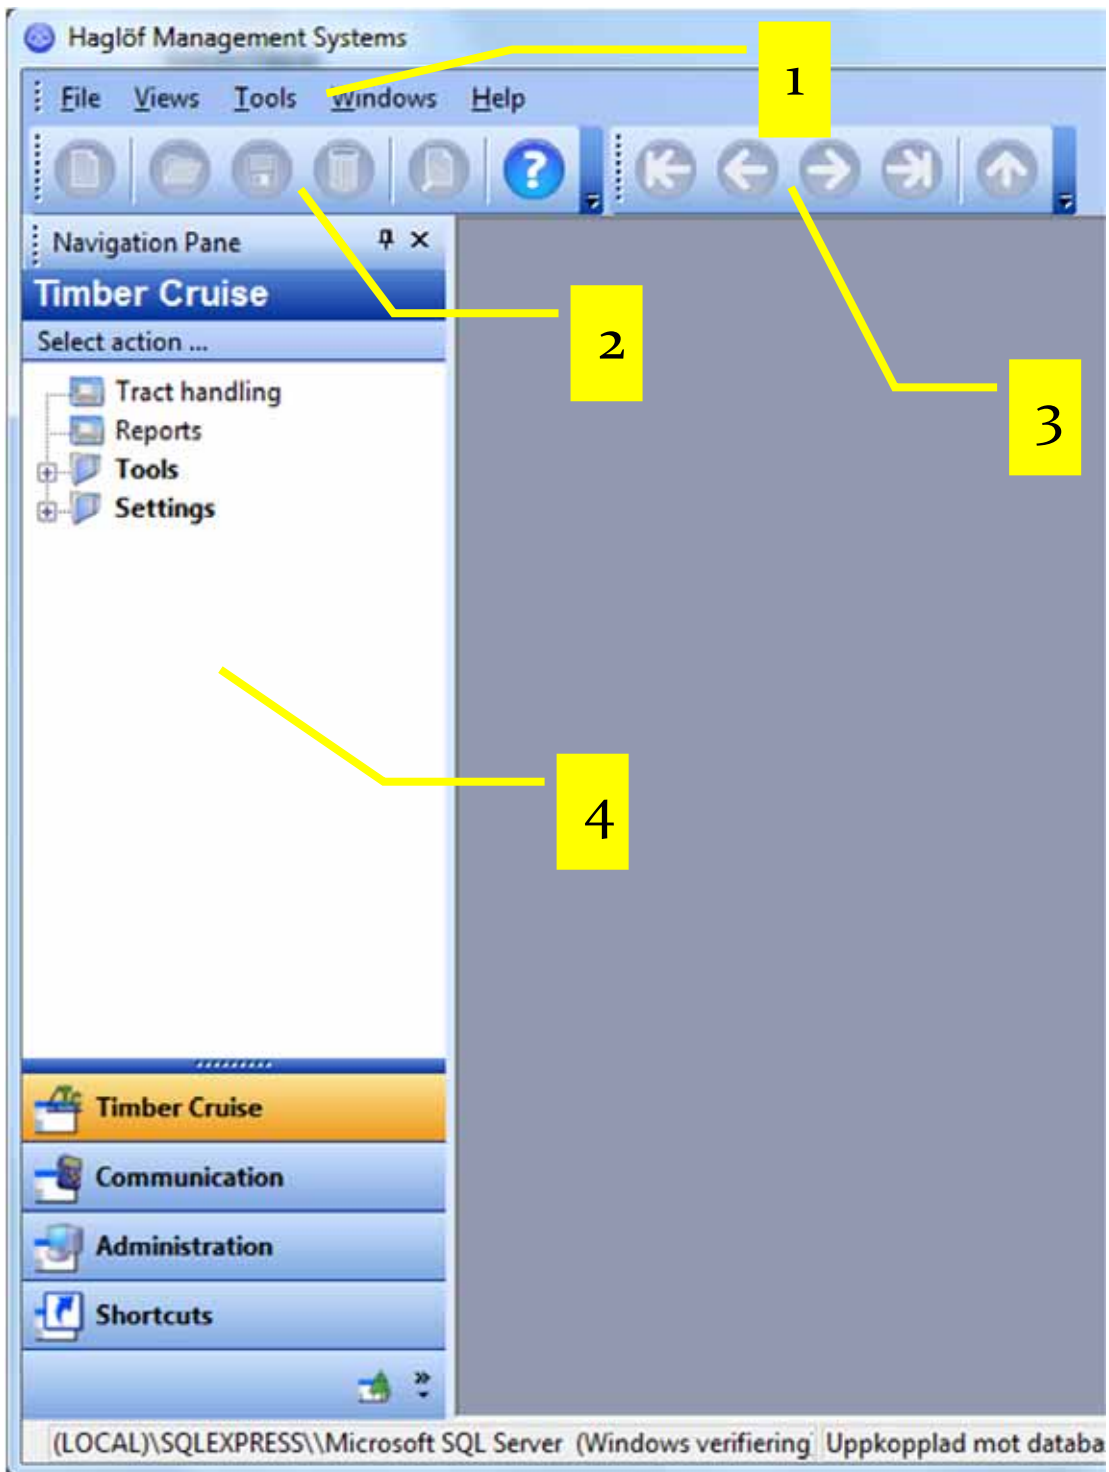 Haglöf Management Systems
1
File Views Tools Windows Help
Navigation Pane
Timber Cruise
Select action ...
2
Tract handling
Reports
3
Tools
Settings
4
Timber Cruise
Communication
Administration
Shortcuts
(LOCAL)\SQLEXPRESS\\Microsoft SQL Server (Windows verifiering Uppkopplad mot databa